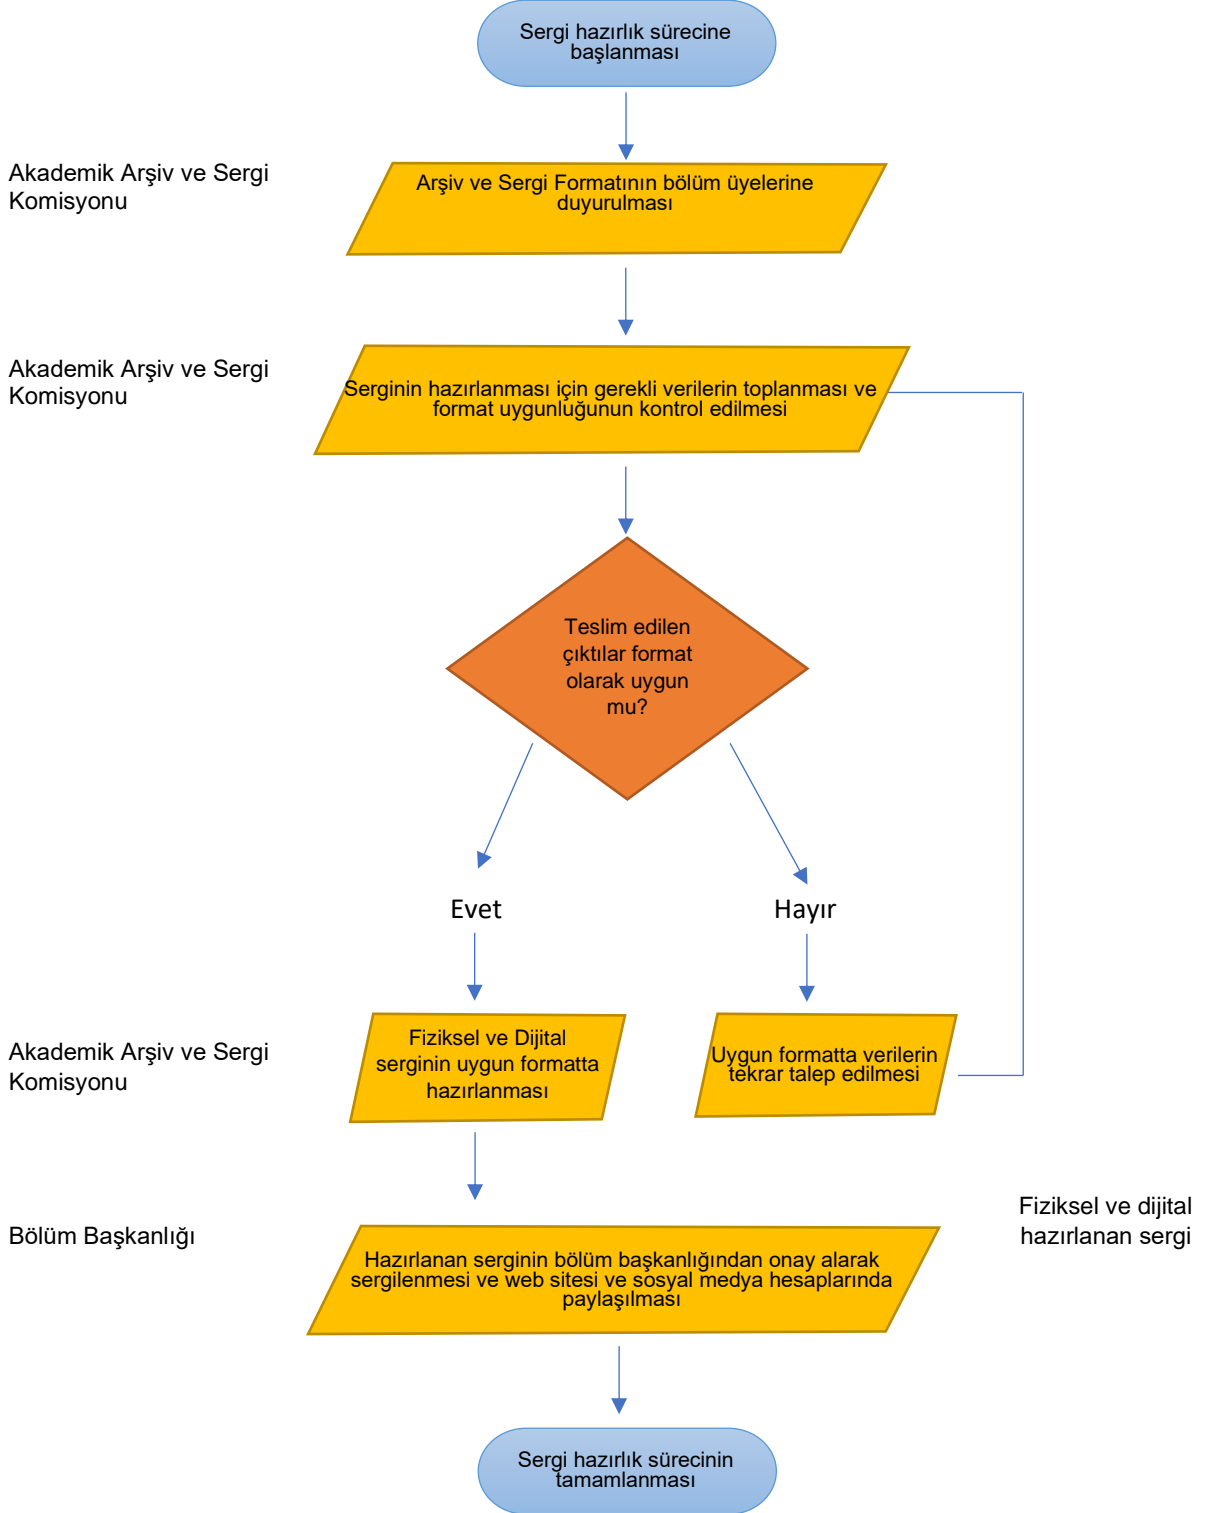 Sergi hazırlık sürecine
başlanması
Akademik Arşiv ve Sergi
Komisyonu
Arşiv ve Sergi Formatının bölüm üyelerine
duyurulması
Akademik Arşiv ve Sergi
Komisyonu
Serginin hazırlanması için gerekli verilerin toplanması ve
format uygunluğunun kontrol edilmesi
Teslim edilen
çıktılar format
olarak uygun
mu?
Evet
Hayır
Akademik Arşiv ve Sergi
Komisyonu
Fiziksel ve Dijital
serginin uygun formatta
hazırlanması
Uygun formatta verilerin
tekrar talep edilmesi
Bölüm Başkanlığı
Hazırlanan serginin bölüm başkanlığından onay alarak
sergilenmesi ve web sitesi ve sosyal medya hesaplarında
paylaşılması
Fiziksel ve dijital
hazırlanan sergi
Sergi hazırlık sürecinin
tamamlanması